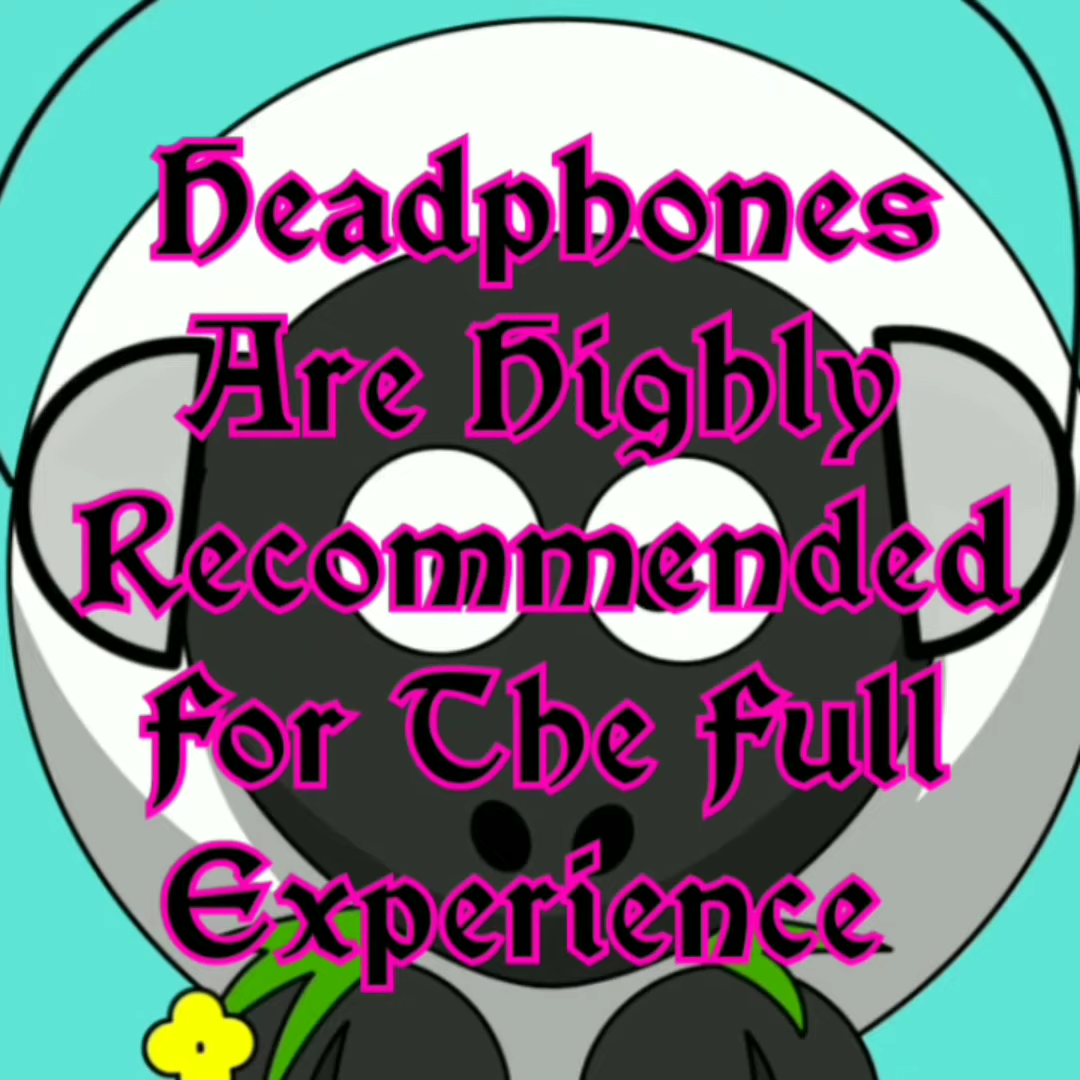 Headphones
Are Highly
Recommended
For The Full
Experience